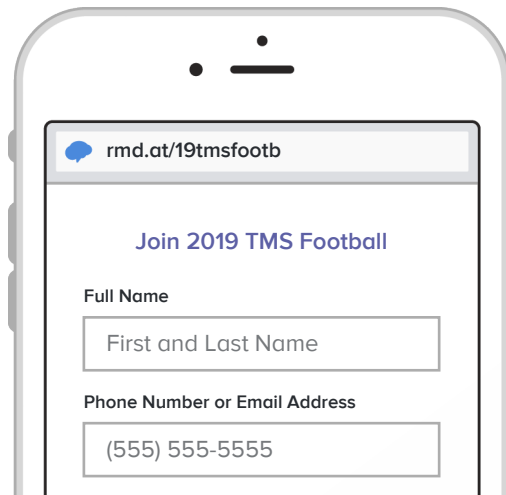 rmd.at/19tmsfootb
Join 2019 TMS Football
Full Name
First and Last Name
Phone Number or Email Address
(555) 555-5555